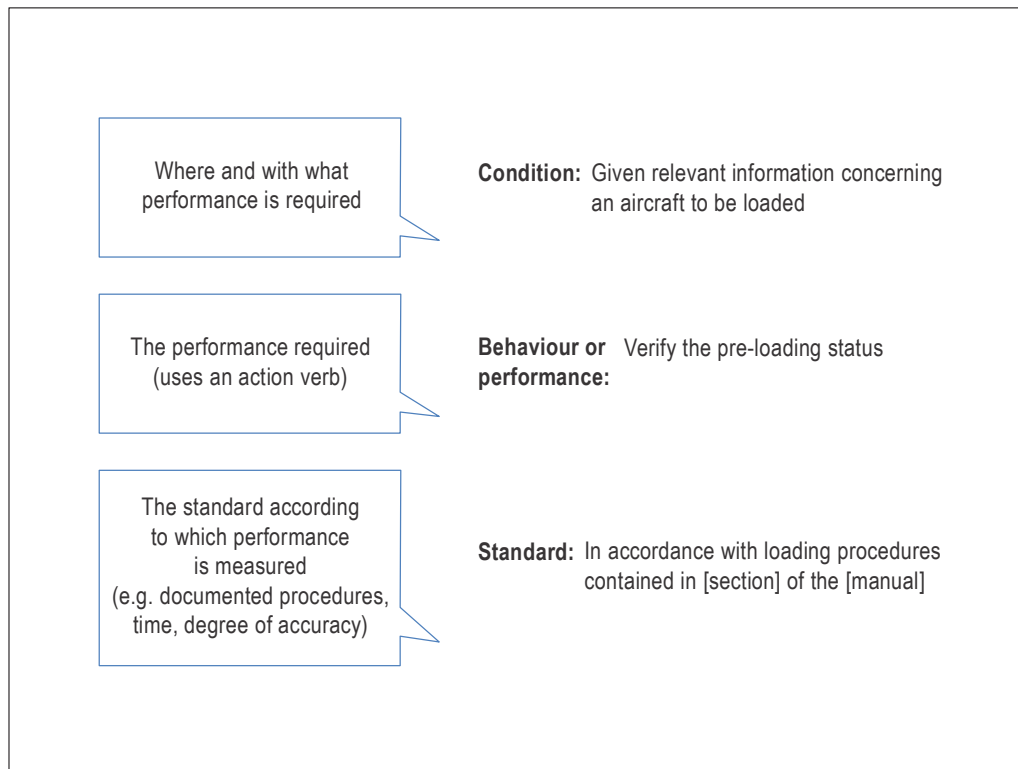 Where and with what
performance is required
Condition: Given relevant information concerning
an aircraft to be loaded
The performance required
(uses an action verb)
Behaviour or Verify the pre-loading status
performance:
The standard according
to which performance
is measured
(e.g. documented procedures,
time, degree of accuracy)
Standard: In accordance with loading procedures
contained in [section] of the [manual]